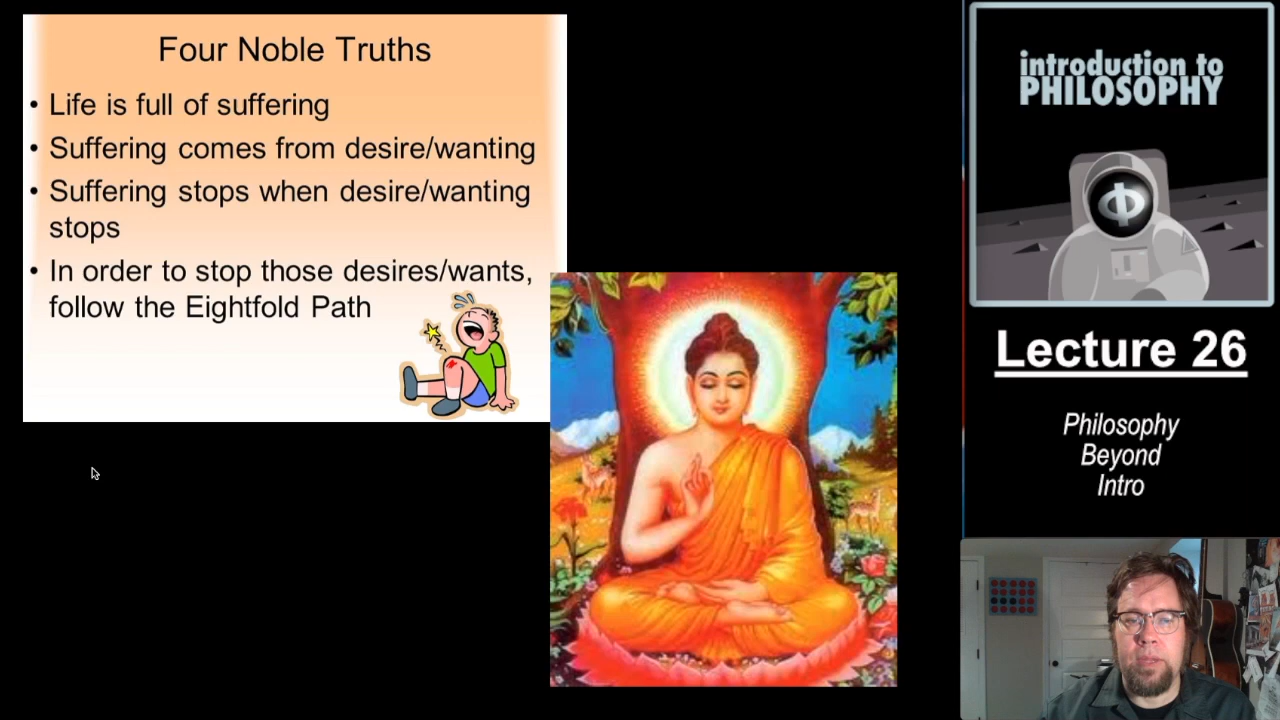 Four Noble Truths
• Life is full of suffering
• Suffering comes from desire/wanting
• Suffering stops when desire/wanting
stops
• In order to stop those desires/wants,
follow the Eightfold Path
introduction to
PHILOSOPHY
Φ
Lecture 26
Philosophy
Beyond
Intro